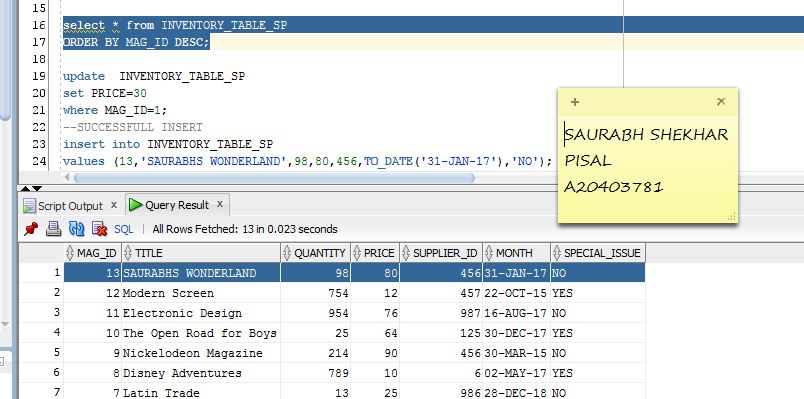 15
16 select * from INVENTORY_TABLE_SP
17 ORDER BY MAG_ID DESC;
18
19 update  INVENTORY_TABLE_SP
20 set PRICE=30
21 where MAG_ID=1;
22 --SUCCESSFULL INSERT
23 insert into INVENTORY_TABLE_SP
24 values (13,'SAURABHS WONDERLAND',98,80,456,TO_DATE('31-JAN-17'),'NO');
SAURABH SHEKHAR
PISAL
A20403781
Script Output x Query Result x
SQL | All Rows Fetched: 13 in 0.023 seconds
MAG_ID TITLE QUANTITY PRICE SUPPLIER_ID MONTH SPECIAL_ISSUE
1 13 SAURABHS WONDERLAND 98 80 456 31-JAN-17 NO
2 12 Modern Screen 754 12 457 22-OCT-15 YES
3 11 Electronic Design 954 76 987 16-AUG-17 NO
4 10 The Open Road for Boys 25 64 125 30-DEC-17 YES
5 9 Nickelodeon Magazine 214 90 456 30-MAR-15 NO
6 8 Disney Adventures 789 10 6 02-MAY-17 YES
7 7 Latin Trade 13 25 986 28-DEC-18 NO